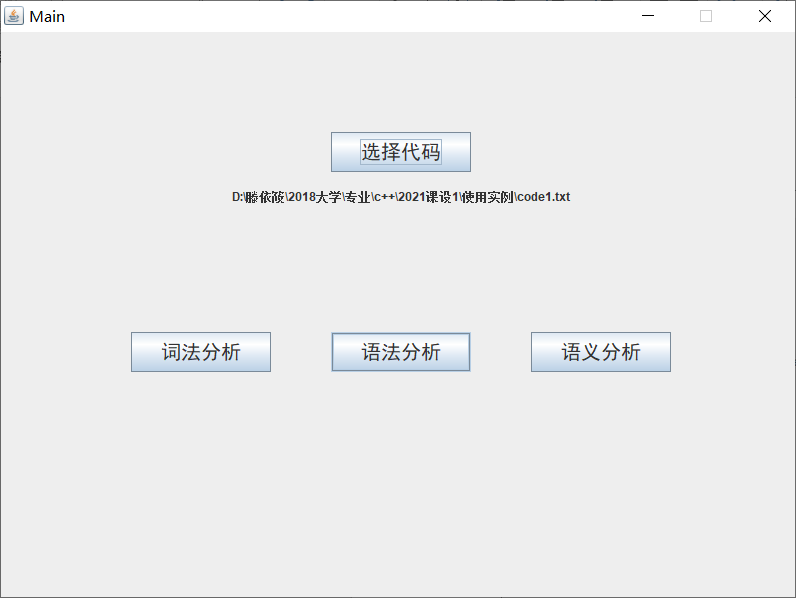 Main
选择代码
D:\滕依筱\2018大学\专业\c++\2021课设1\使用实例\code1.txt
词法分析 语法分析 语义分析